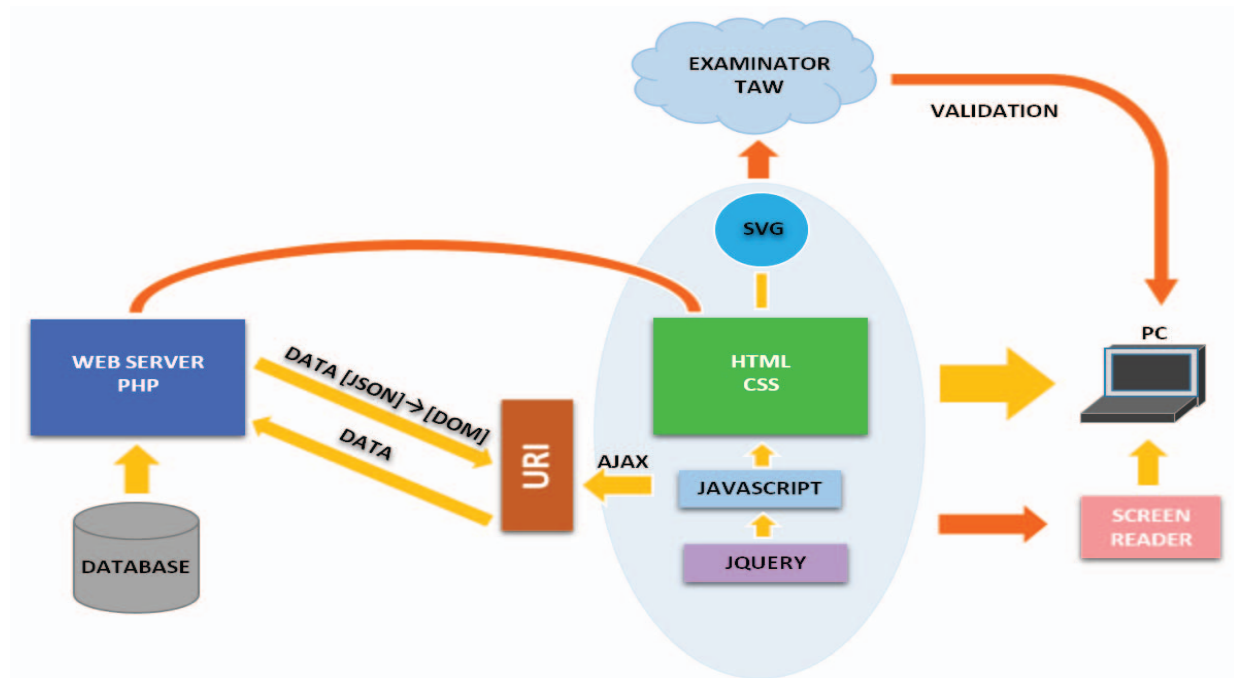 EXAMINATOR
TAW
VALIDATION
SVG
WEB SERVER
PHP
DATA [JSON]→[DOM]
DATA
URI
HTML
CSS
PC
AJAX
JAVASCRIPT
JQUERY
SCREEN
READER
DATABASE